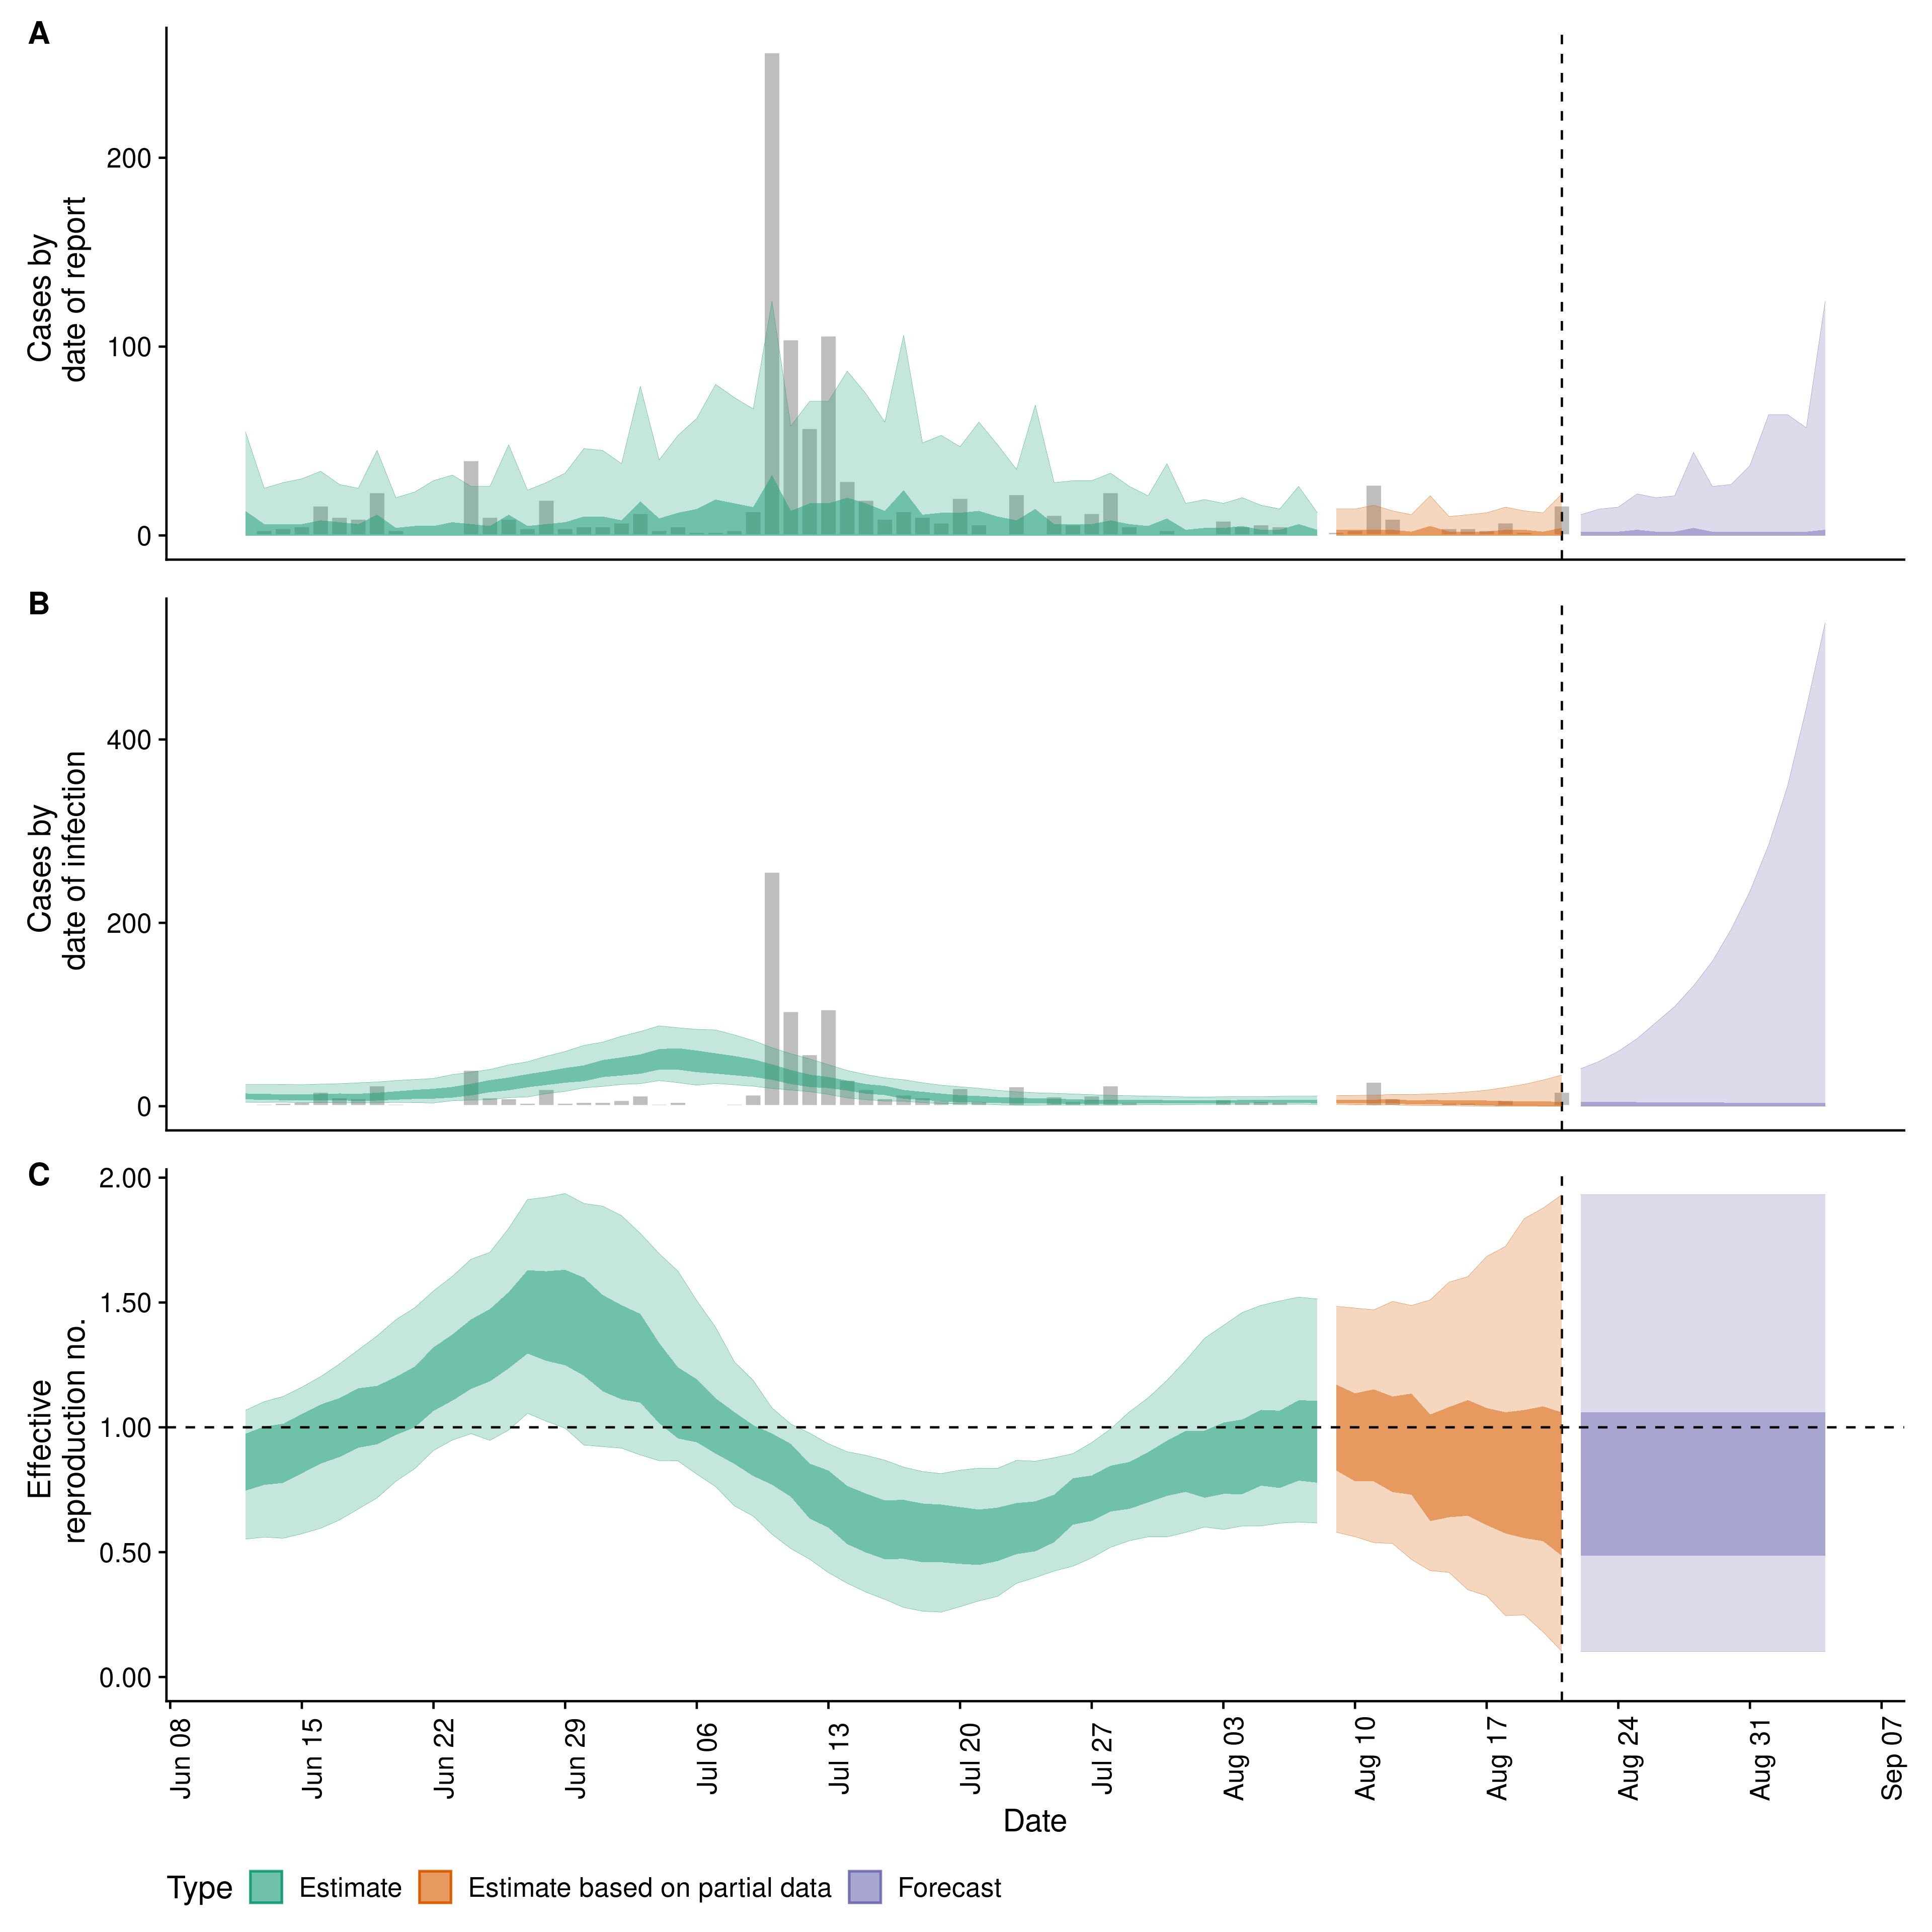 A
200
100
0
Cases by
date of report
B
400
200
0
Cases by
date of infection
C
2.00
1.50
1.00
0.50
0.00
Effective
reproduction no.
Jun 08
Jun 15
Jun 22
Jun 29
Jul 06
Jul 13
Jul 20
Jul 27
Aug 03
Aug 10
Aug 17
Aug 24
Aug 31
Sep 07
Date
Type Estimate Estimate based on partial data Forecast